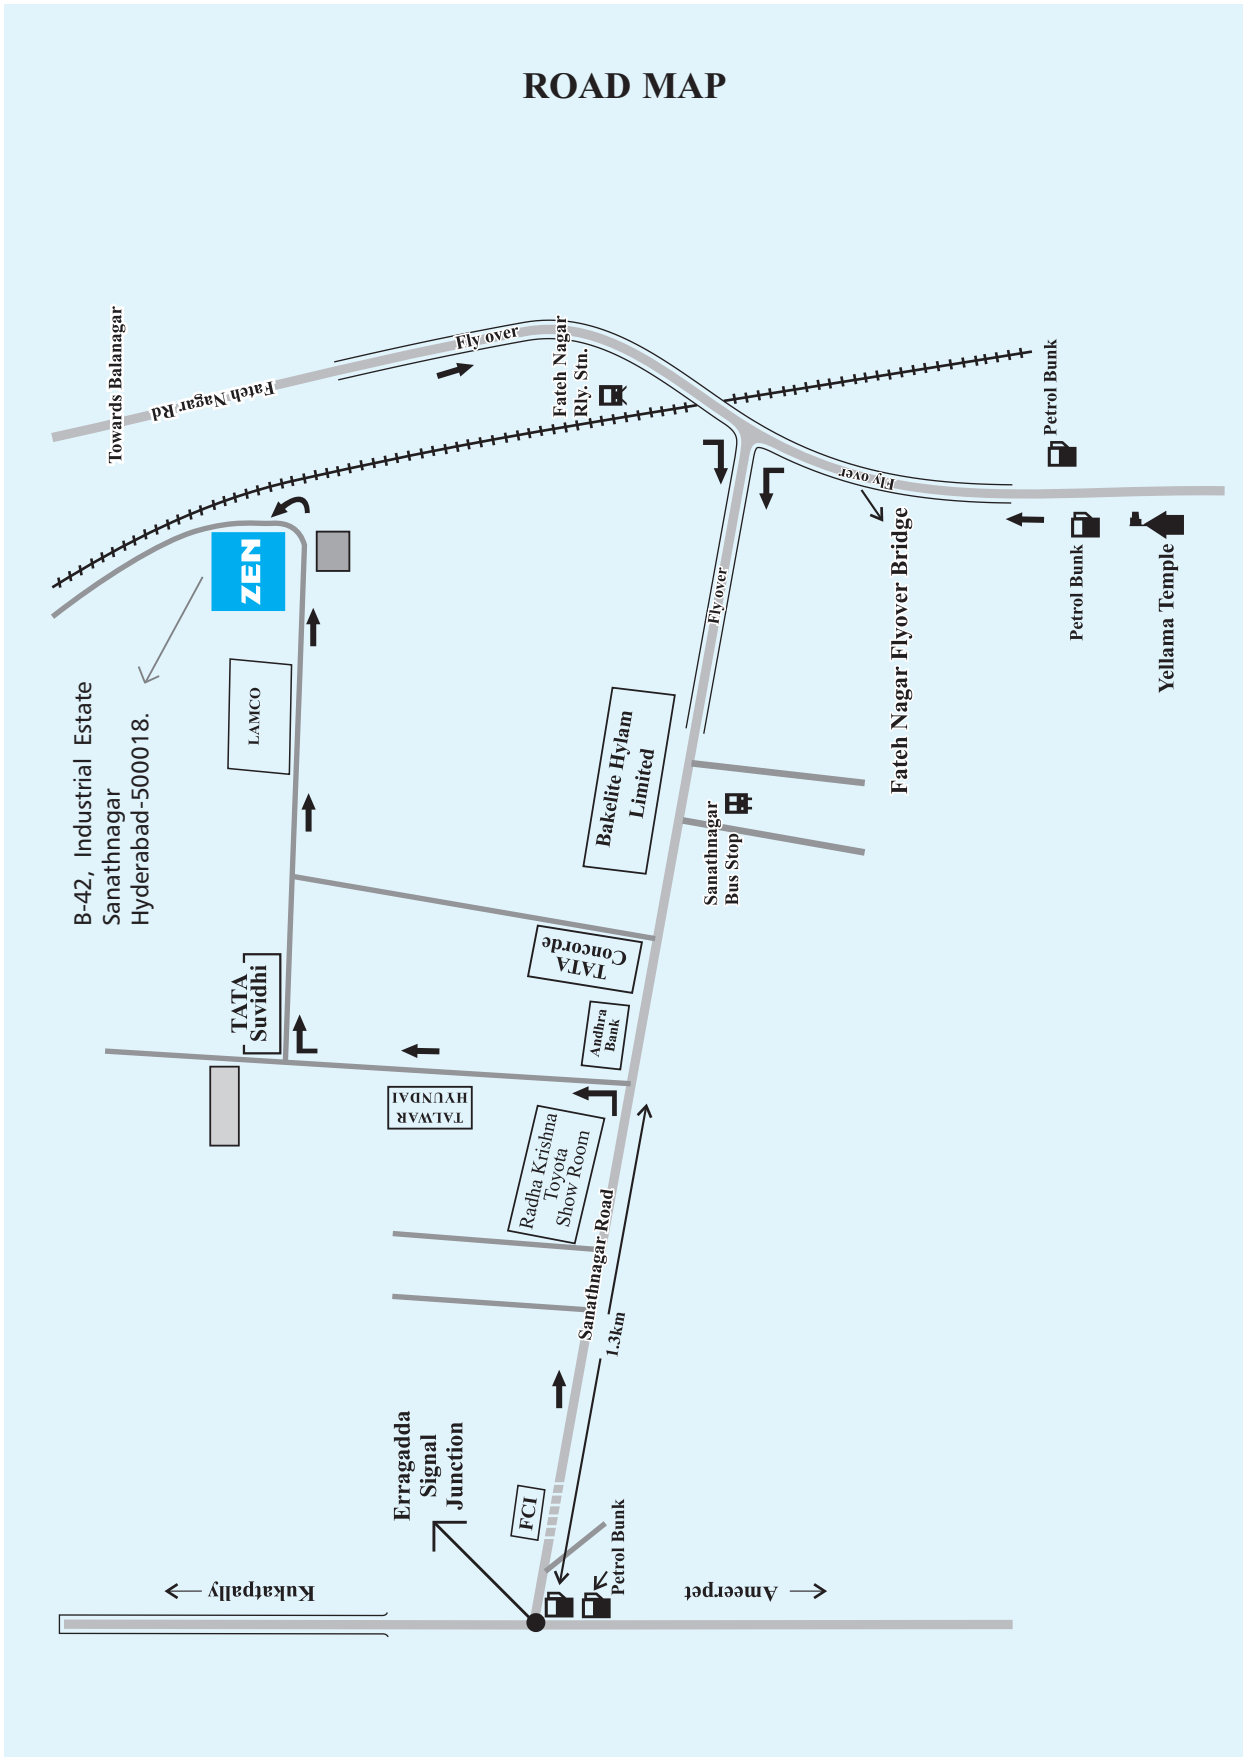 ROAD MAP
Towards Balanagar
Fateh Nagar Rd
Fly over
Fateh Nagar
Rly. Stn.
Petrol Bunk
Fly over
Fateh Nagar Flyover Bridge
Petrol Bunk
Yellama Temple
ZEN
B-42, Industrial Estate
Sanathnagar
Hyderabad-500018.
LAMCO
Fly over
Bakelite Hylam
Limited
Sanathnagar
Bus Stop
TATA
Suvidhi
TATA
Concorde
Andhra
Bank
TALWAR
HYUNDAI
Radha Krishna
Toyota
Show Room
Sanathnagar Road
1.3km
Erragadda
Signal
Junction
FCI
Petrol Bunk
Kukatpally
Ameerpet